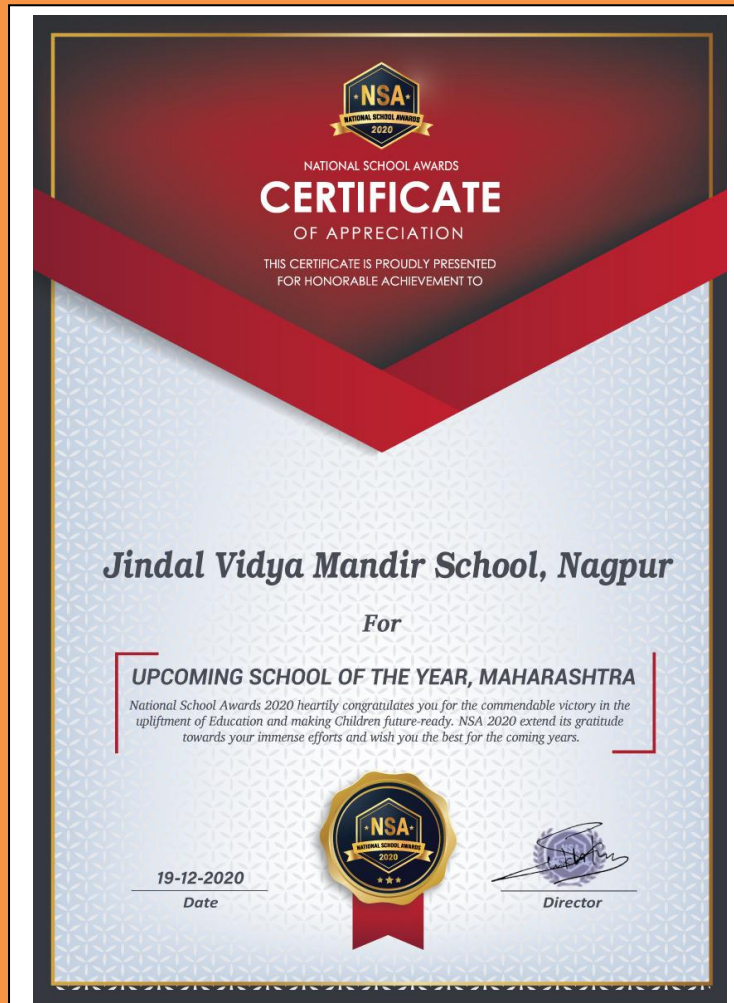 NSA
NATIONAL SCHOOL AWARDS
2020
NATIONAL SCHOOL AWARDS
CERTIFICATE
OF APPRECIATION
THIS CERTIFICATE IS PROUDLY PRESENTED
FOR HONORABLE ACHIEVEMENT TO
Jindal Vidya Mandir School, Nagpur
For
UPCOMING SCHOOL OF THE YEAR, MAHARASHTRA
National School Awards 2020 heartily congratulates you for the commendable victory in the
upliftment of Education and making Children future-ready. NSA 2020 extend its gratitude
towards your immense efforts and wish you the best for the coming years.
NSA
NATIONAL SCHOOL AWARDS
2020
19-12-2020
Date
Director